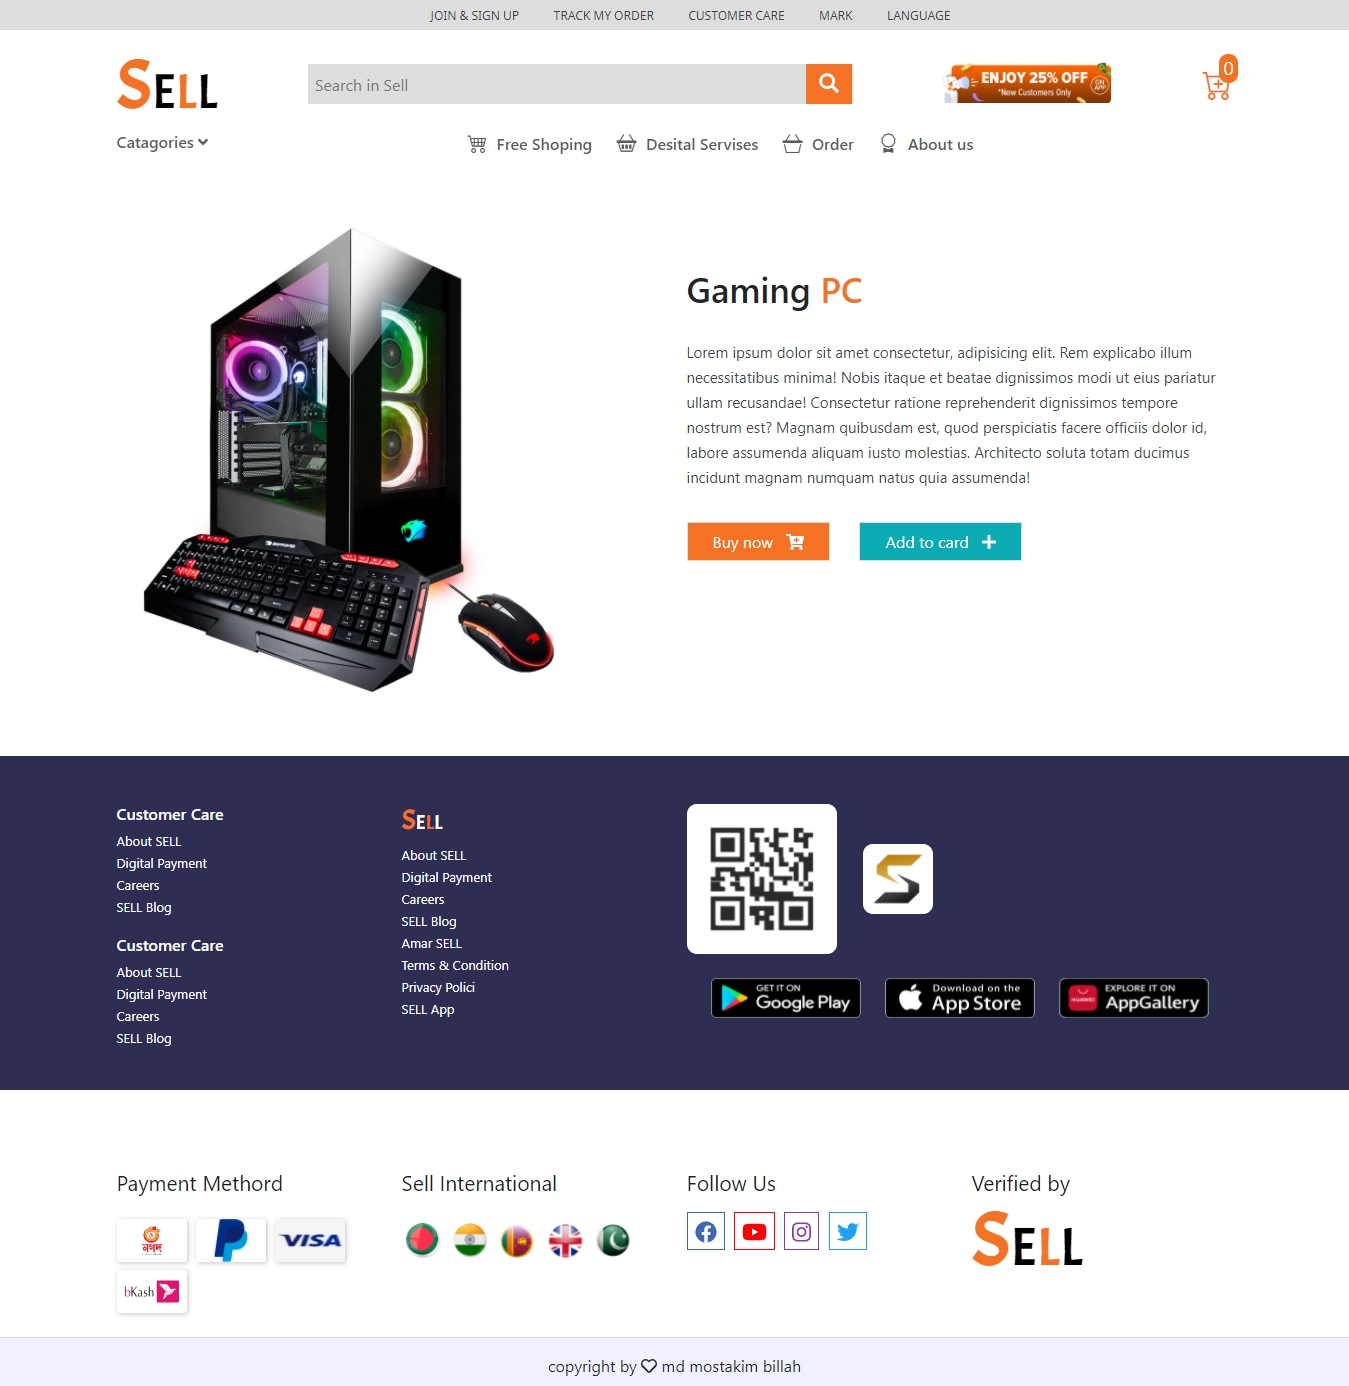 JOIN & SIGN UP TRACK MY ORDER CUSTOMER CARE MARK LANGUAGE
SELL
Search in Sell
ENJOY 25% OFF
*New Customers Only
ON APP
0
Catagories
Free Shoping
Desital Servises
Order
About us
Gaming PC
Lorem ipsum dolor sit amet consectetur, adipisicing elit. Rem explicabo illum
necessitatibus minima! Nobis itaque et beatae dignissimos modi ut eius pariatur
ullam recusandae! Consectetur ratione reprehenderit dignissimos tempore
nostrum est? Magnam quibusdam est, quod perspiciatis facere officiis dolor id,
labore assumenda aliquam iusto molestias. Architecto soluta totam ducimus
incidunt magnam numquam natus quia assumenda!
Buy now
Add to card
Customer Care
About SELL
Digital Payment
Careers
SELL Blog
Customer Care
About SELL
Digital Payment
Careers
SELL Blog
SELL
About SELL
Digital Payment
Careers
SELL Blog
Amar SELL
Terms & Condition
Privacy Polici
SELL App
GET IT ON
Google Play
Download on the
App Store
HUAWEI
EXPLORE IT ON
AppGallery
Payment Methord
নগদ
VISA
bKash
Sell International
Follow Us
Verified by
SELL
copyright by md mostakim billah